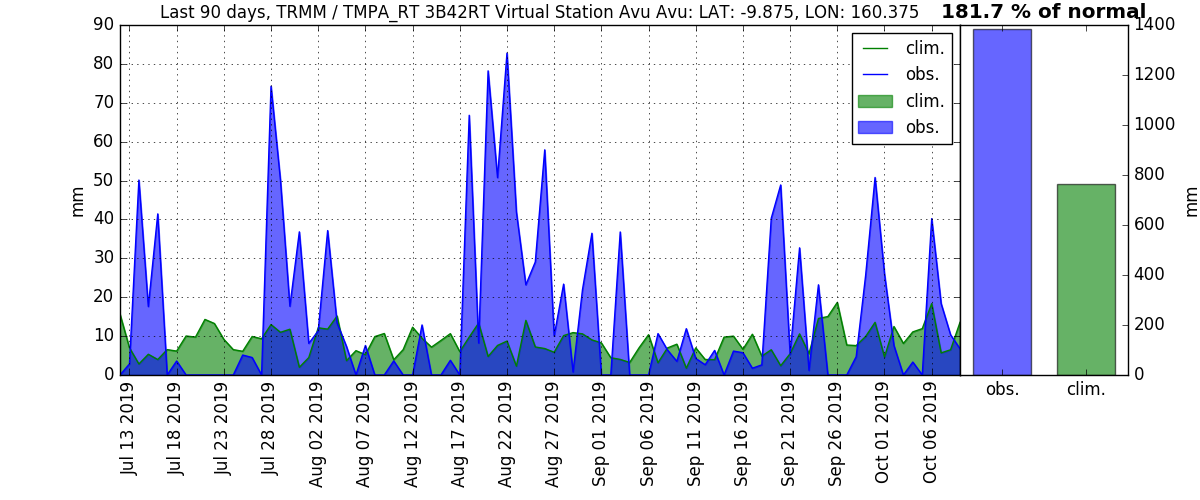 Last 90 days, TRMM / TMPA_RT 3B42RT Virtual Station Avu Avu: LAT: -9.875, LON: 160.375
181.7 % of normal
90
80
70
60
50
40
30
20
10
0
mm
clim.
obs.
clim.
obs.
1400
1200
1000
800
600
400
200
0
mm
Jul 13 2019
Jul 18 2019
Jul 23 2019
Jul 28 2019
Aug 02 2019
Aug 07 2019
Aug 12 2019
Aug 17 2019
Aug 22 2019
Aug 27 2019
Sep 01 2019
Sep 06 2019
Sep 11 2019
Sep 16 2019
Sep 21 2019
Sep 26 2019
Oct 01 2019
Oct 06 2019
obs.
clim.